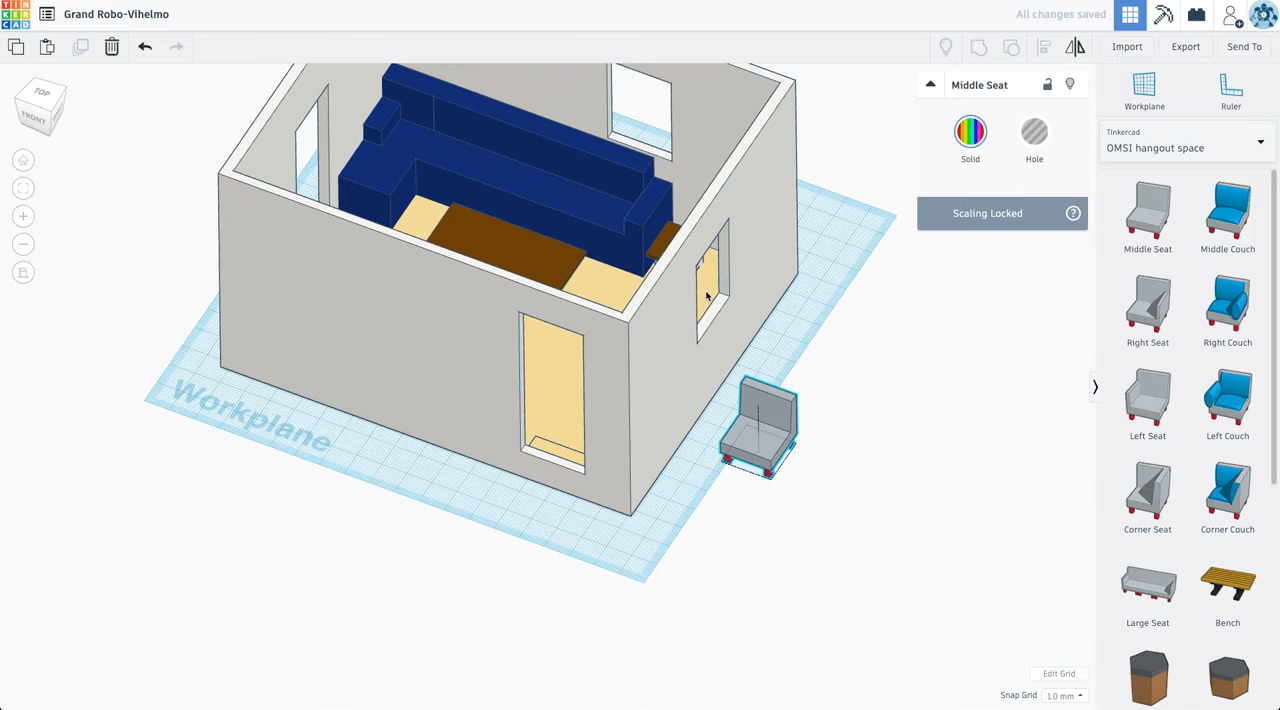 TIN
KER
CAD
Grand Robo-Vihelmo
All changes saved
Import
Export
Send To
TOP
FRONT
Middle Seat
Solid
Hole
Scaling Locked
?
Workplane
Ruler
Tinkercad
OMSI hangout space
Middle Seat
Middle Couch
Right Seat
Right Couch
Left Seat
Left Couch
Corner Seat
Corner Couch
Large Seat
Bench
Workplane
Edit Grid
Snap Grid
1.0 mm